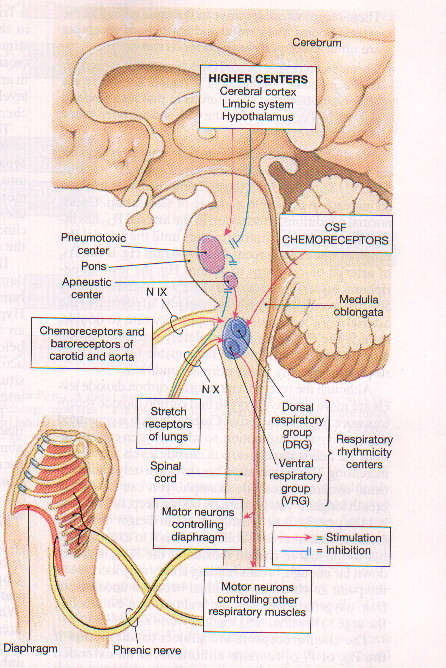 Cerebrum
HIGHER CENTERS
Cerebral cortex
Limbic system
Hypothalamus
CSF
CHEMORECEPTORS
Pneumotoxic
center
Pons
Apneustic
center
N IX
Medulla
oblongata
Chemoreceptors and
baroreceptors of
carotid and aorta
N X
Stretch
receptors
of lungs
Dorsal
respiratory
group
(DRG)
Respiratory
rhythmicity
centers
Ventral
respiratory
group
(VRG)
Spinal
cord
Motor neurons
controlling
diaphragm
= Stimulation
= Inhibition
Motor neurons
controlling other
respiratory muscles
Diaphragm
Phrenic nerve